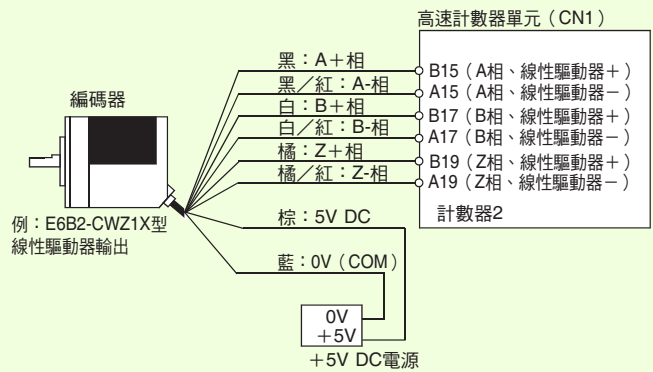 高速計數器單元（CN1）
編碼器
黑：A＋相
黑／紅：A-相
白：B＋相
白／紅：B-相
橘：Z＋相
橘／紅：Z-相
B15（A相、線性驅動器＋）
A15（A相、線性驅動器－）
B17（B相、線性驅動器＋）
A17（B相、線性驅動器－）
B19（Z相、線性驅動器+）
A19（Z相、線性驅動器－）
計數器2
例：E6B2-CWZ1X型
線性驅動器輸出
棕：5V DC
藍：0V（COM）
0V
＋5V
＋5V DC電源